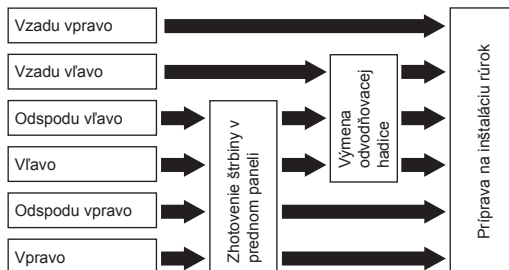 Vzadu vpravo
Vzadu vľavo
Odspodu vľavo
Vľavo
Odspodu vpravo
Vpravo
Zhotovenie štrbiny v
prednom paneli
Výmena
odvodňovacej
hadice
Príprava na inštaláciu rúrok